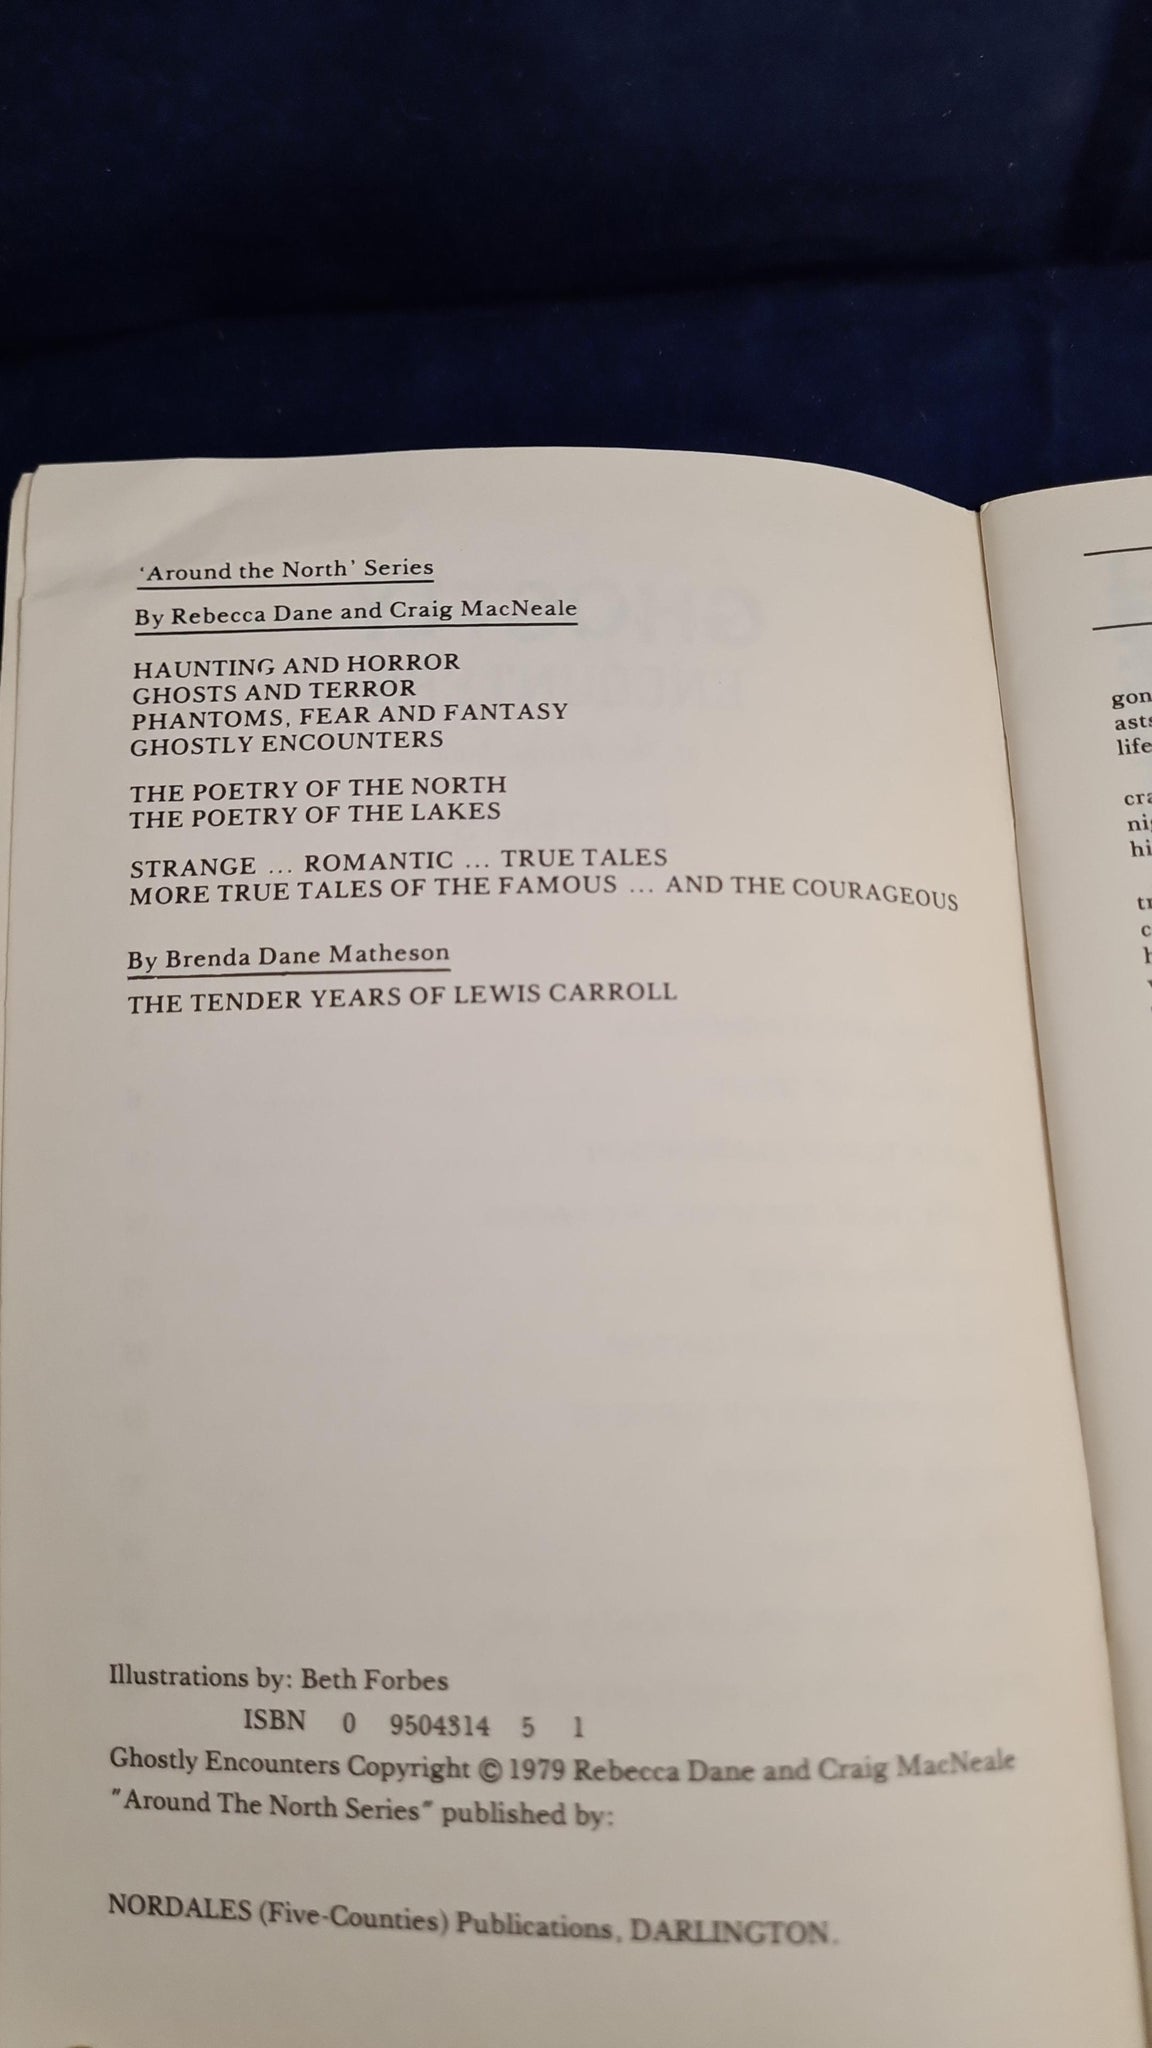 'Around the North' Series
By Rebecca Dane and Craig MacNeale
HAUNTING AND HORROR
GHOSTS AND TERROR
PHANTOMS, FEAR AND FANTASY
GHOSTLY ENCOUNTERS
THE POETRY OF THE NORTH
THE POETRY OF THE LAKES
STRANGE ... ROMANTIC ... TRUE TALES
MORE TRUE TALES OF THE FAMOUS ... AND THE COURAGEOUS
By Brenda Dane Matheson
THE TENDER YEARS OF LEWIS CARROLL
Illustrations by: Beth Forbes
ISBN 0 9504314 5 1
Ghostly Encounters Copyright © 1979 Rebecca Dane and Craig MacNeale
"Around The North Series" published by:
NORDALES (Five-Counties) Publications, DARLINGTON.
gon
life
hi